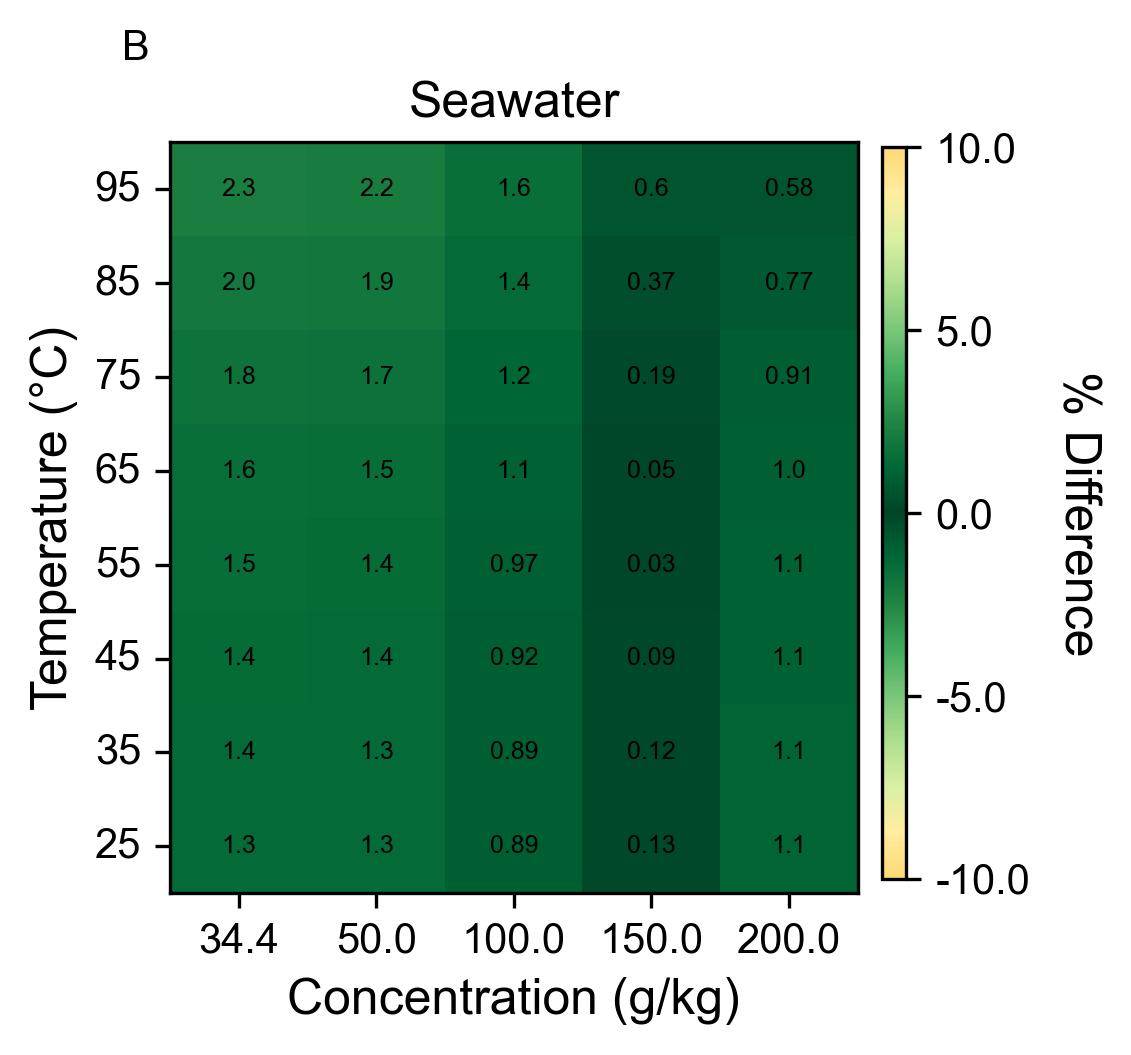 B
Seawater
95 2.3 2.2 1.6 0.6 0.58
85 2.0 1.9 1.4 0.37 0.77
75 1.8 1.7 1.2 0.19 0.91
65 1.6 1.5 1.1 0.05 1.0
55 1.5 1.4 0.97 0.03 1.1
45 1.4 1.4 0.92 0.09 1.1
35 1.4 1.3 0.89 0.12 1.1
25 1.3 1.3 0.89 0.13 1.1
34.4 50.0 100.0 150.0 200.0
Concentration (g/kg)
Temperature (°C)
10.0
5.0
0.0
-5.0
-10.0
% Difference